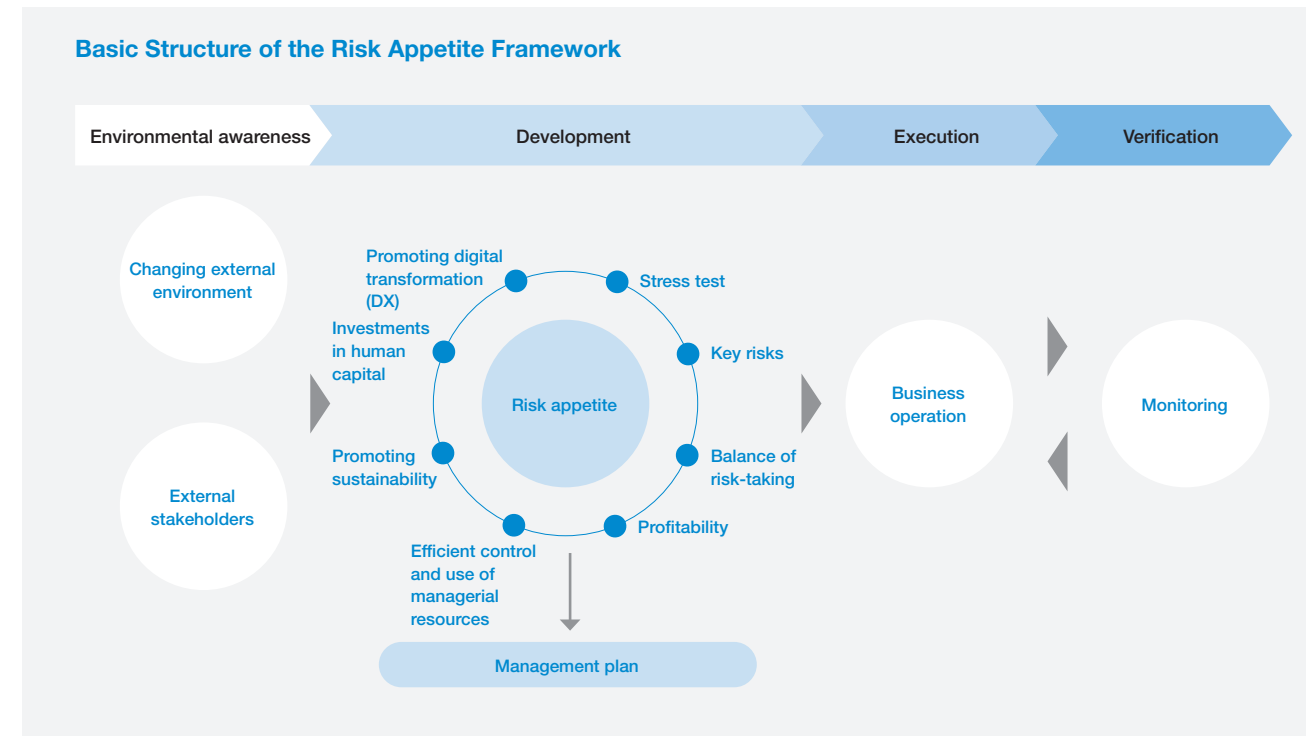 Basic Structure of the Risk Appetite Framework
Environmental awareness
Development
Execution
Verification
Changing external
environment
External
stakeholders
Promoting digital
transformation
(DX)
Investments
in human
capital
Promoting
sustainability
Efficient control
and use of
managerial
resources
Stress test
Key risks
Balance of
risk-taking
Profitability
Risk appetite
Management plan
Business
operation
Monitoring